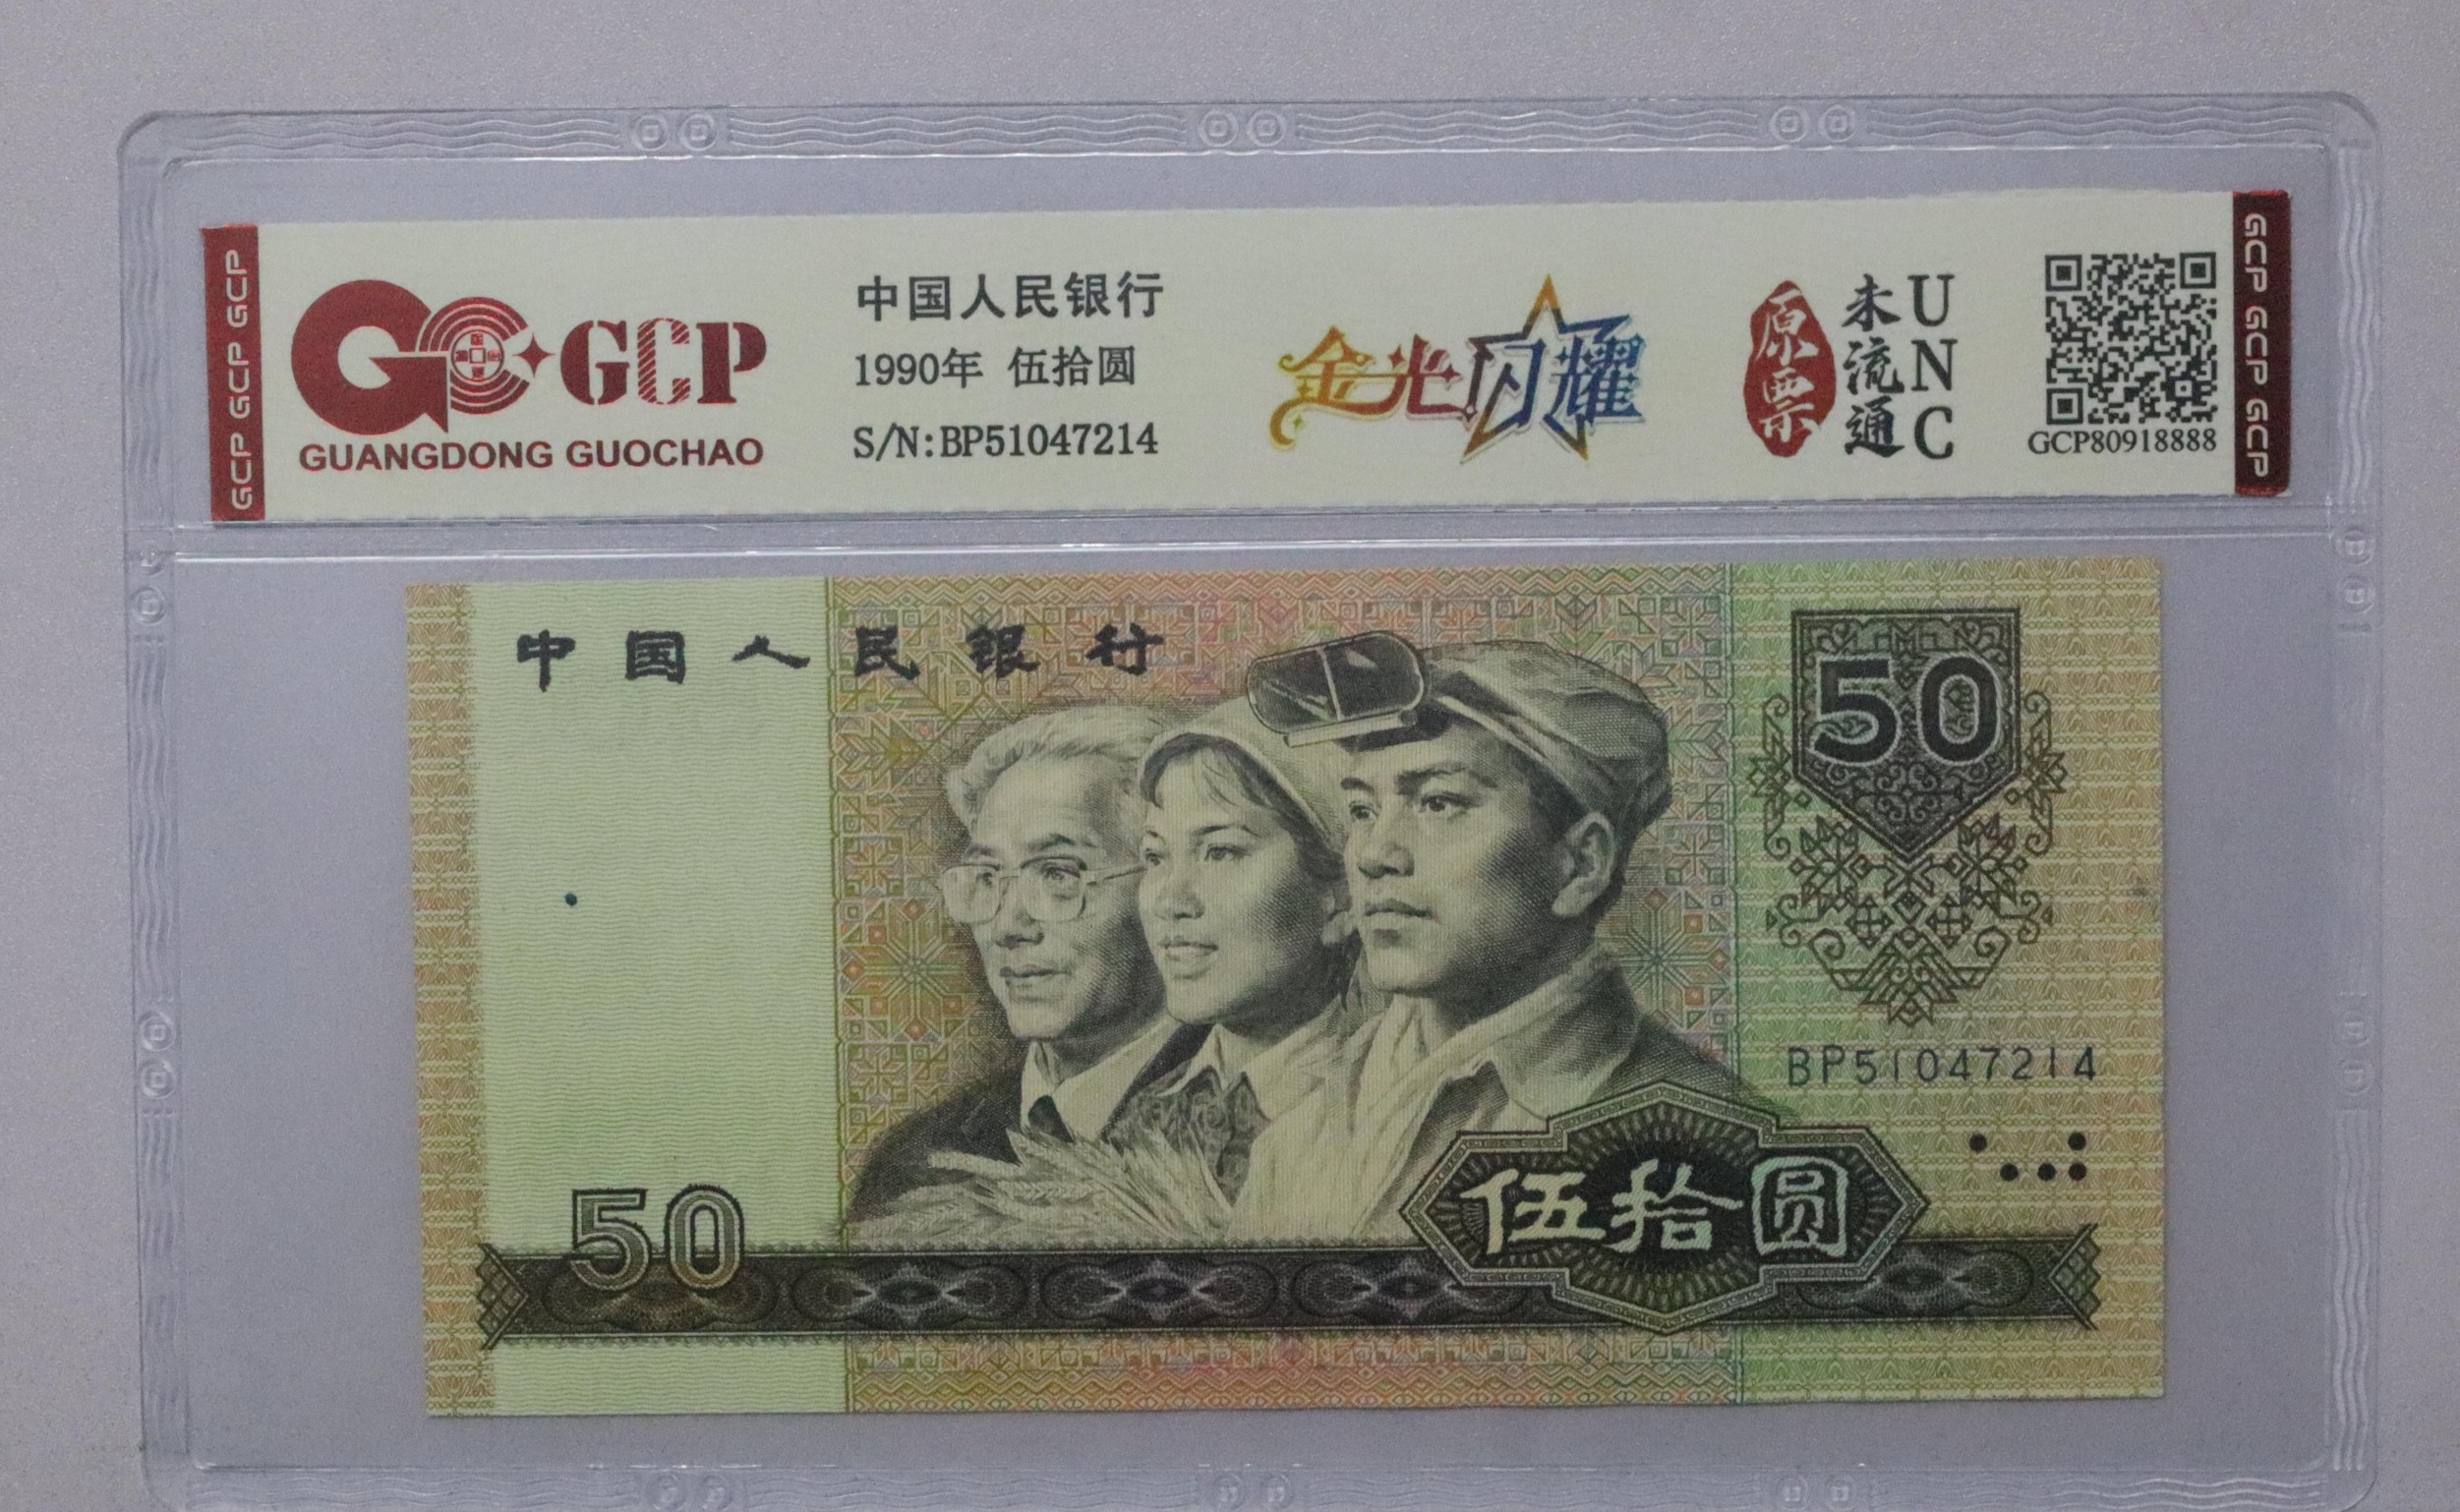 GCP GCP GCP
GCP
GUANGDONG GUOCHAO
中国人民银行
1990年 伍拾圆
S/N:BP51047214
金光闪耀
原票
未流通
UNC
GCP80918888
GCP GCP GCP
中国人民银行
50
BP51047214
50
伍拾圆